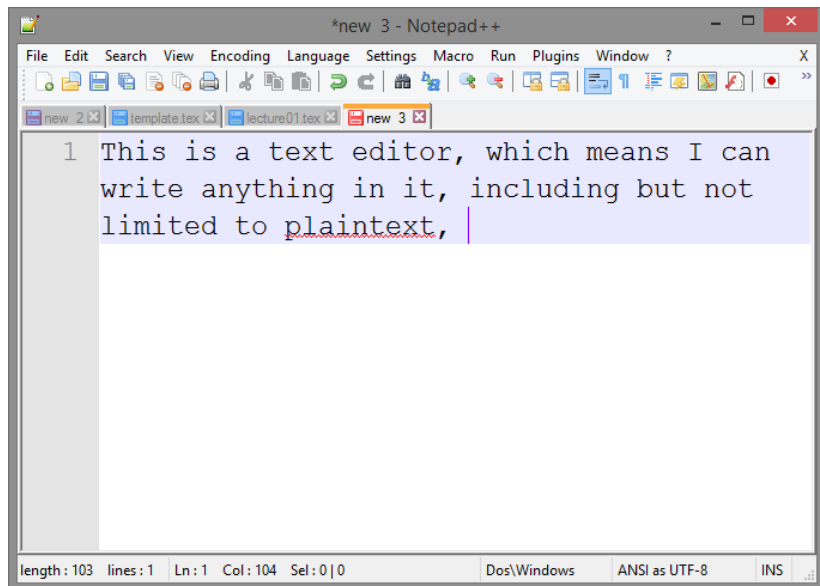 *new 3 - Notepad++
File Edit Search View Encoding Language Settings Macro Run Plugins Window ? X
new 2 template.tex lecture01.tex new 3
1 This is a text editor, which means I can
write anything in it, including but not
limited to plaintext,
length : 103 lines : 1 Ln : 1 Col : 104 Sel : 0 | 0 Dos\Windows ANSI as UTF-8 INS